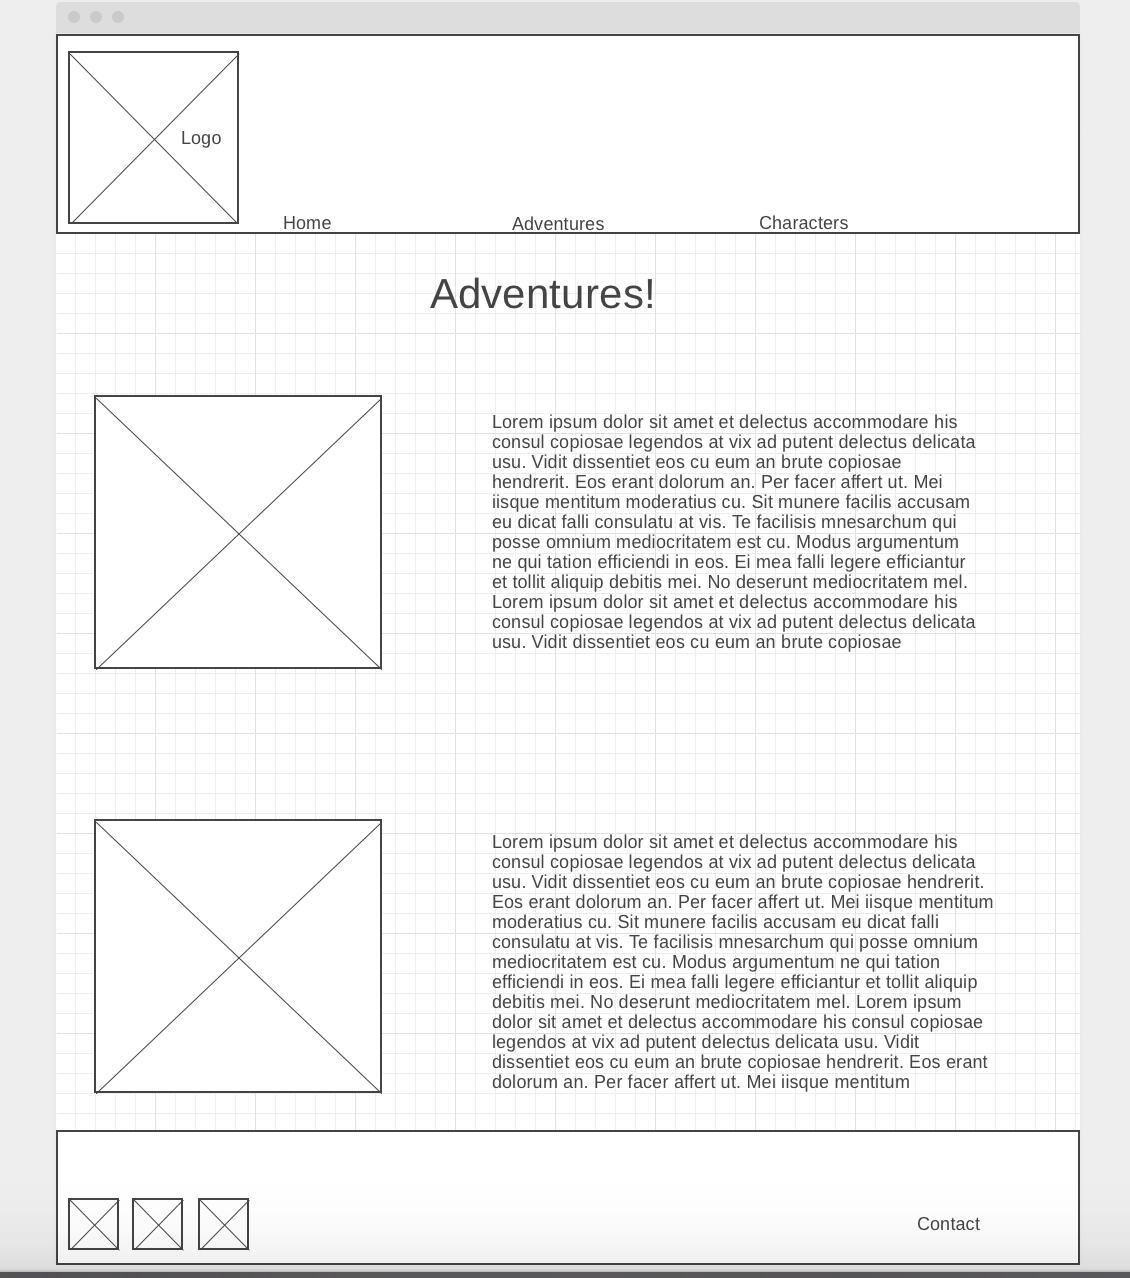 Logo
Home Adventures Characters
Adventures!
Lorem ipsum dolor sit amet et delectus accommodare his
consul copiosae legendos at vix ad putent delectus delicata
usu. Vidit dissentiet eos cu eum an brute copiosae
hendrerit. Eos erant dolorum an. Per facer affert ut. Mei
iisque mentitum moderatius cu. Sit munere facilis accusam
eu dicat falli consulatu at vis. Te facilisis mnesarchum qui
posse omnium mediocritatem est cu. Modus argumentum
ne qui tation efficiendi in eos. Ei mea falli legere efficiantur
et tollit aliquip debitis mei. No deserunt mediocritatem mel.
Lorem ipsum dolor sit amet et delectus accommodare his
consul copiosae legendos at vix ad putent delectus delicata
usu. Vidit dissentiet eos cu eum an brute copiosae
Lorem ipsum dolor sit amet et delectus accommodare his
consul copiosae legendos at vix ad putent delectus delicata
usu. Vidit dissentiet eos cu eum an brute copiosae hendrerit.
Eos erant dolorum an. Per facer affert ut. Mei iisque mentitum
moderatius cu. Sit munere facilis accusam eu dicat falli
consulatu at vis. Te facilisis mnesarchum qui posse omnium
mediocritatem est cu. Modus argumentum ne qui tation
efficiendi in eos. Ei mea falli legere efficiantur et tollit aliquip
debitis mei. No deserunt mediocritatem mel. Lorem ipsum
dolor sit amet et delectus accommodare his consul copiosae
legendos at vix ad putent delectus delicata usu. Vidit
dissentiet eos cu eum an brute copiosae hendrerit. Eos erant
dolorum an. Per facer affert ut. Mei iisque mentitum
Contact